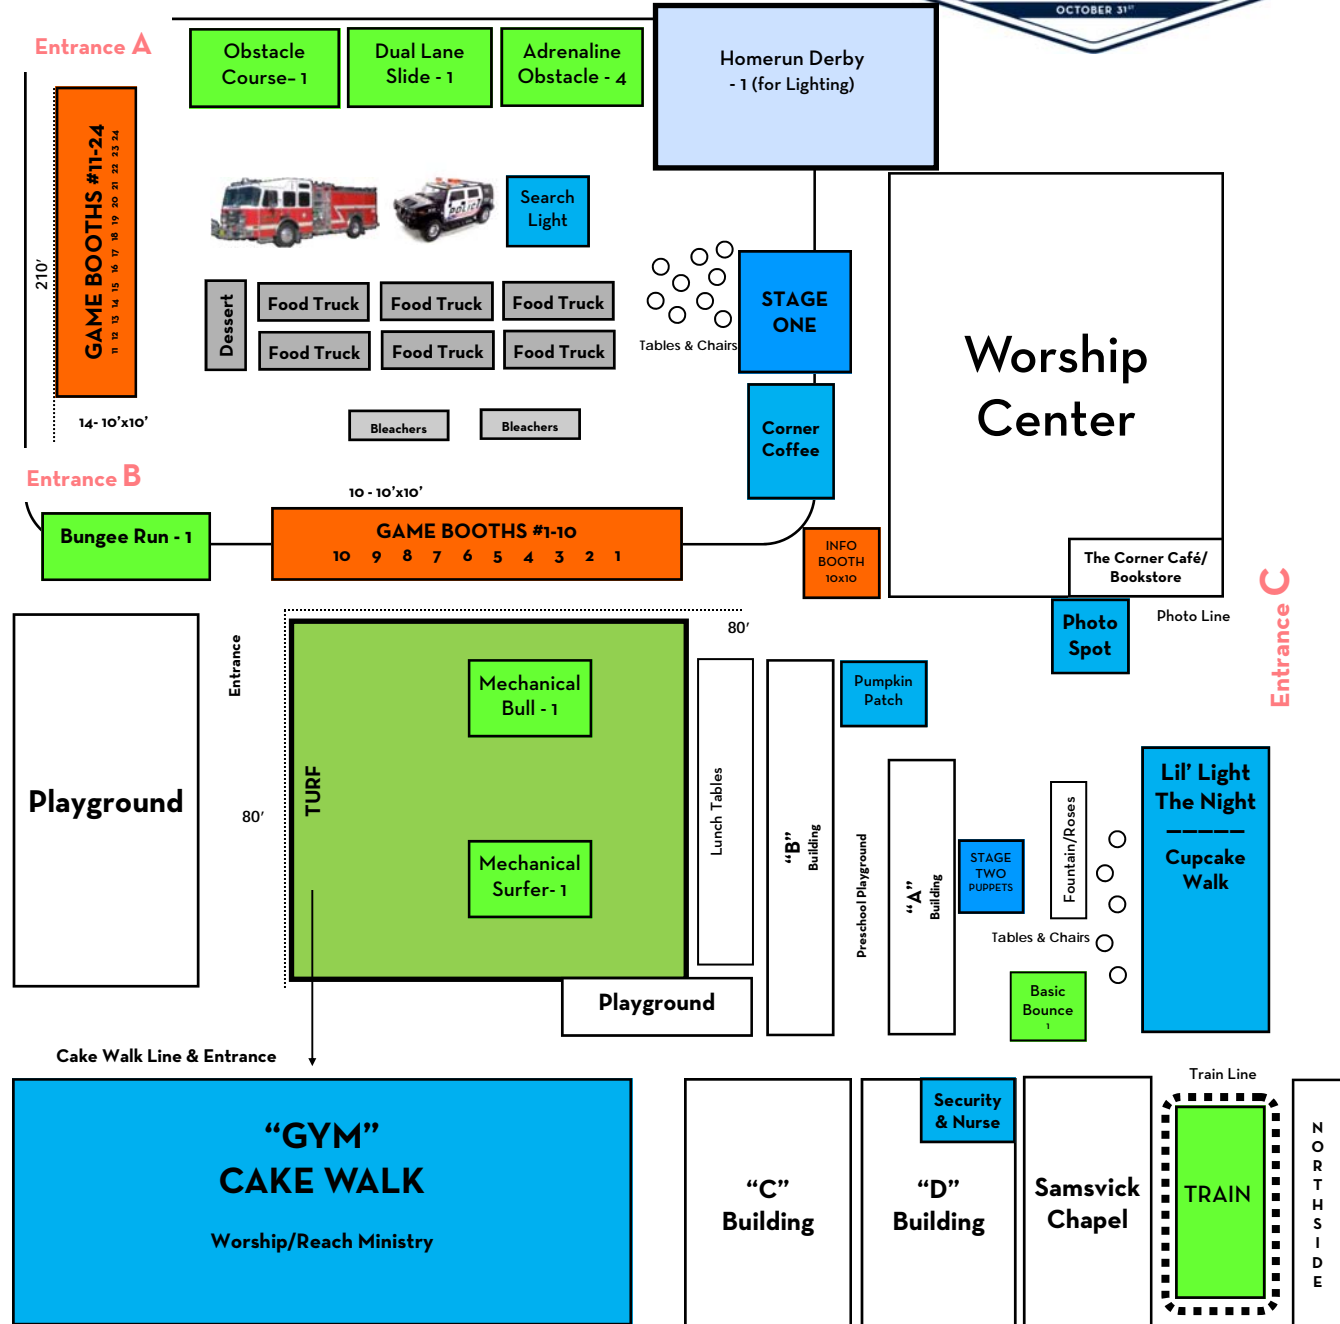 OCTOBER 31ST
Entrance A
Obstacle
Course- 1
Dual Lane
Slide - 1
Adrenaline
Obstacle - 4
Homerun Derby
- 1 (for Lighting)
GAME BOOTHS #11-24
11 12 13 14 15 16 17 18 19 20 21 22 23 24
210'
14- 10'x10'
POLICE
Search
Light
Dessert
Food Truck
Food Truck
Food Truck
Food Truck
Food Truck
Food Truck
Tables & Chairs
STAGE
ONE
Worship
Center
Bleachers
Bleachers
Corner
Coffee
Entrance B
10 - 10'x10'
Bungee Run - 1
GAME BOOTHS #1-10
10 9 8 7 6 5 4 3 2 1
INFO
BOOTH
10x10
The Corner Café/
Bookstore
Photo
Spot
Photo Line
Entrance C
Entrance
80'
Playground
80'
TURF
Mechanical
Bull - 1
Mechanical
Surfer- 1
Lunch Tables
"B"
Building
Pumpkin
Patch
Preschool Playground
"A"
Building
STAGE
TWO
PUPPETS
Fountain/Roses
Tables & Chairs
Lil' Light
The Night
—————
Cupcake
Walk
Basic
Bounce
1
Playground
Cake Walk Line & Entrance
"GYM"
CAKE WALK
Worship/Reach Ministry
"C"
Building
"D"
Building
Security
& Nurse
Samsvick
Chapel
Train Line
TRAIN
NORTHSIDE